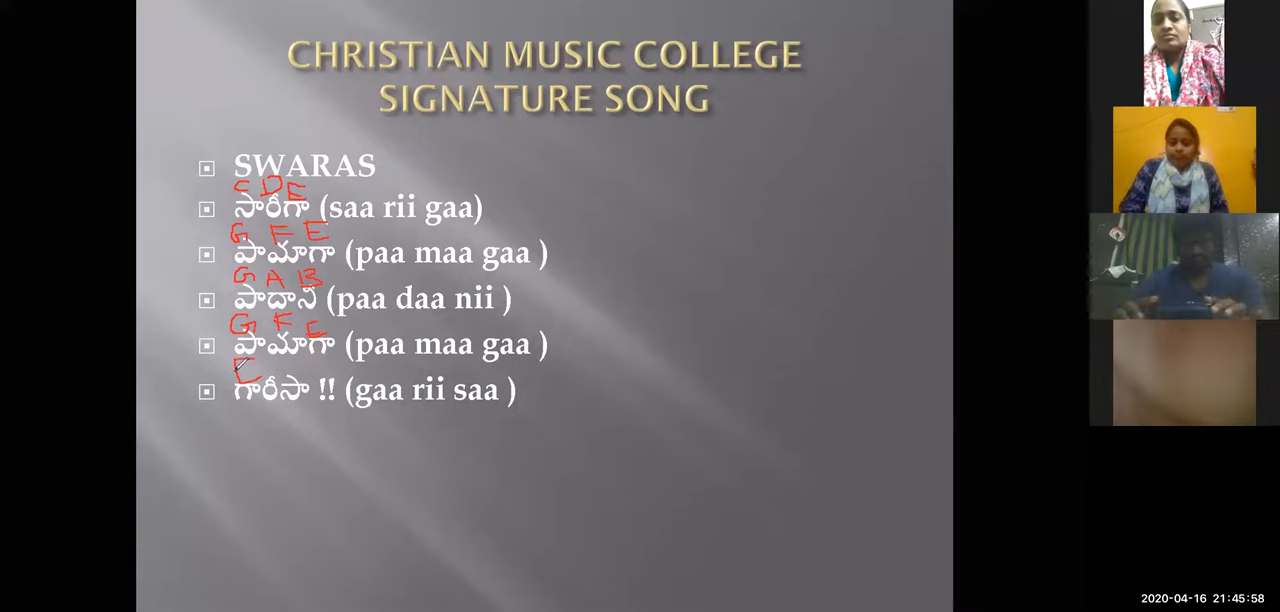 CHRISTIAN MUSIC COLLEGE
SIGNATURE SONG
SWARAS
C D E
సారీగా (saa rii gaa)
G F E
పామాగా (paa maa gaa )
G A B
పాదాని (paa daa nii )
G F E
పామాగా (paa maa gaa )
E
గారీసా !! (gaa rii saa )
2020-04-16 21:45:58